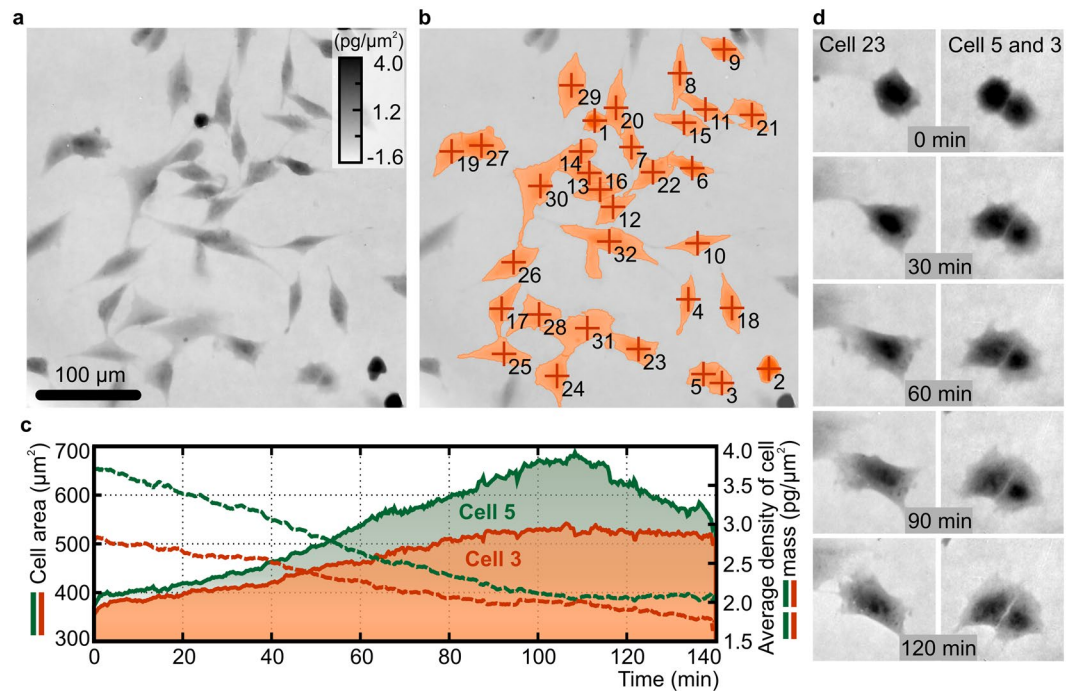 a
(pg/µm²)
4.0
1.2
-1.6
100 µm
b
9
8
29
20
11
21
1
15
19
27
14
7
22
6
13
16
30
12
32
10
26
4
18
17
28
31
23
25
24
5
3
2
c
Cell area (µm²)
700
600
500
400
300
Cell 5
Cell 3
4.0
3.5
3.0
2.5
2.0
1.5
Average density of cell
mass (pg/µm²)
0
20
40
60
80
100
120
140
Time (min)
d
Cell 23
Cell 5 and 3
0 min
30 min
60 min
90 min
120 min